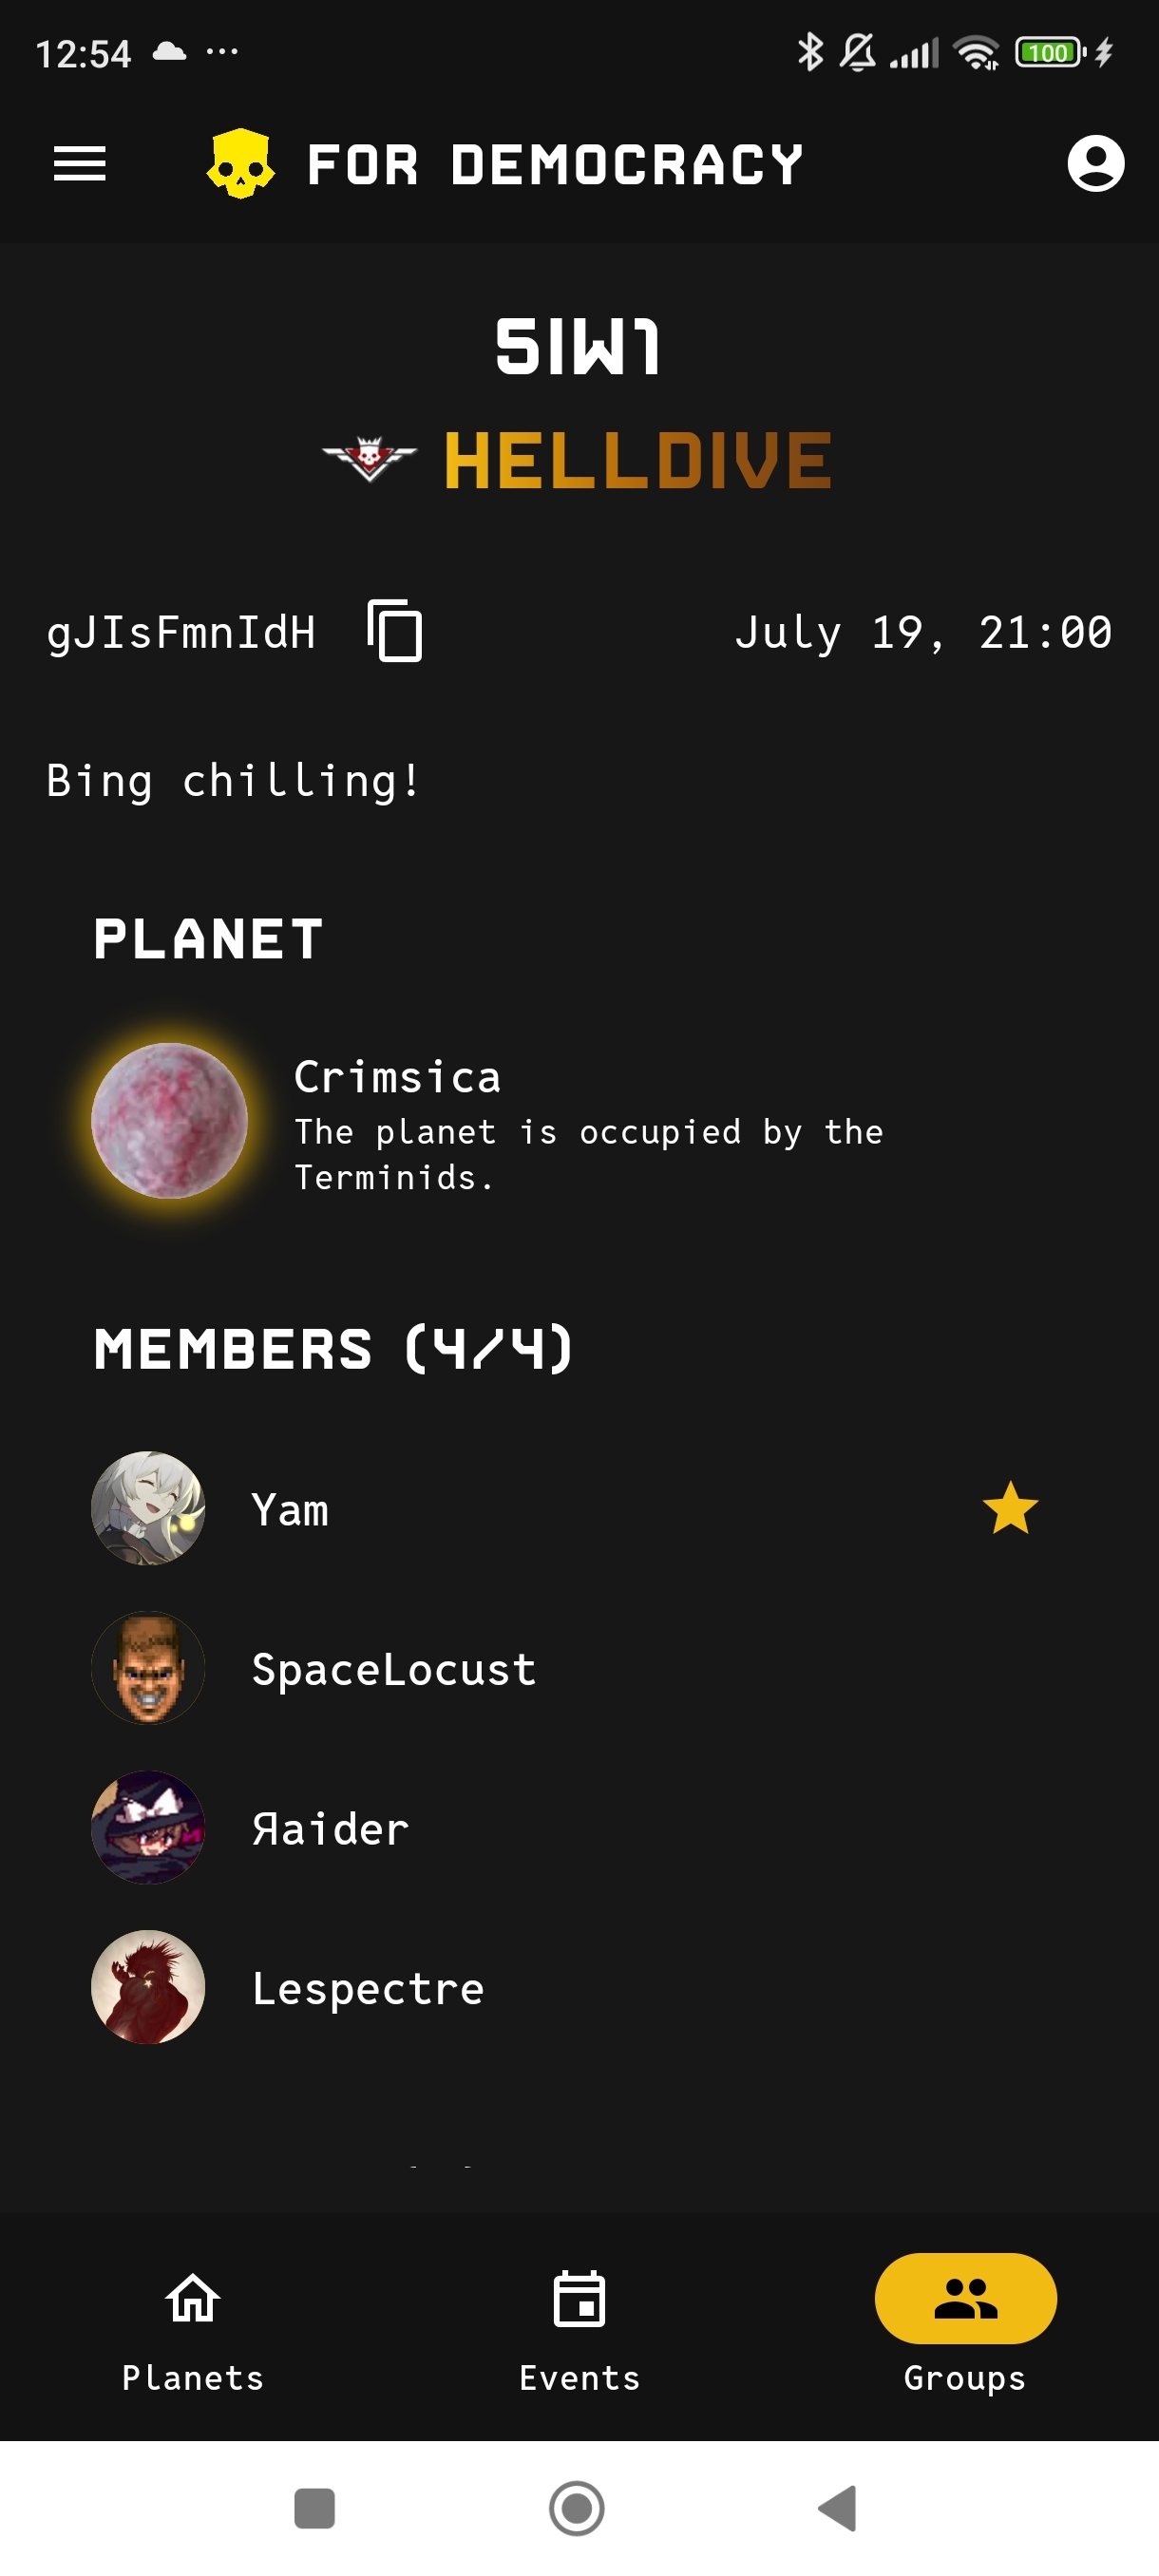 12:54
100
FOR DEMOCRACY
SIW1
HELLDIVE
gJIsFmnIdH
July 19, 21:00
Bing chilling!
PLANET
Crimsica
The planet is occupied by the
Terminids.
MEMBERS (4/4)
Yam
SpaceLocust
Яaider
Lespectre
Planets
Events
Groups